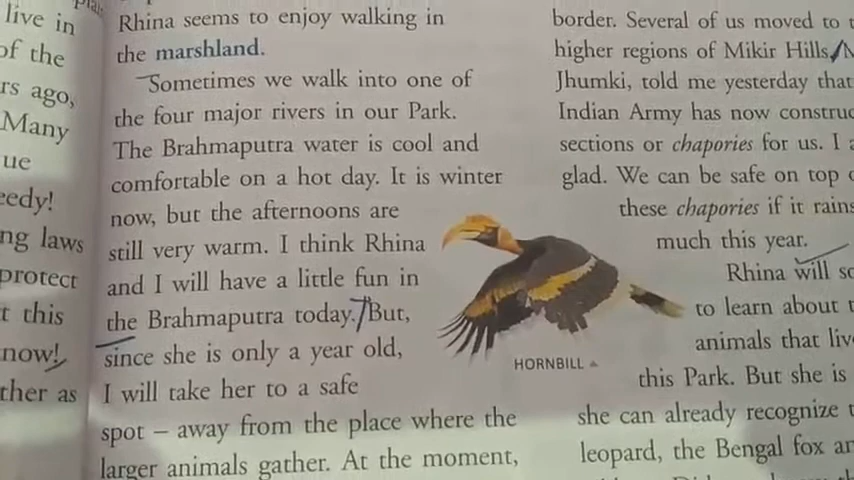 live in
of the
rs ago,
Many
ue
eedy!
ng laws
protect
t this
now!
ther as
Rhina seems to enjoy walking in
the marshland.
Sometimes we walk into one of
the four major rivers in our Park.
The Brahmaputra water is cool and
comfortable on a hot day. It is winter
now, but the afternoons are
still very warm. I think Rhina
and I will have a little fun in
the Brahmaputra today. But,
since she is only a year old,
I will take her to a safe
spot – away from the place where the
larger animals gather. At the moment,
HORNBILL
border. Several of us moved to t
higher regions of Mikir Hills. M
Jhumki, told me yesterday that
Indian Army has now construc
sections or chapories for us. I a
glad. We can be safe on top o
these chapories if it rains
much this year.
Rhina will so
to learn about t
animals that live
this Park. But she is
she can already recognize t
leopard, the Bengal fox an